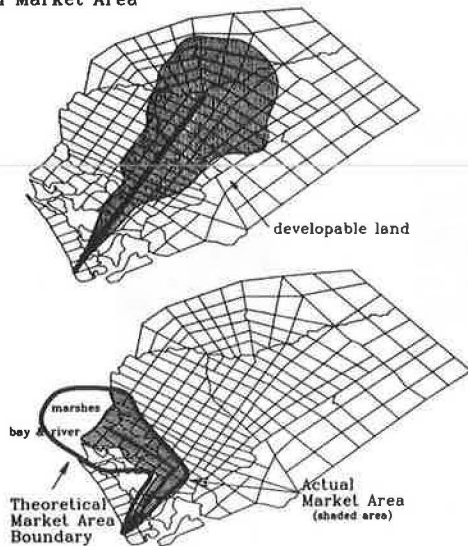 Market Area
developable land
marshes
bay & river
Theoretical
Market Area
Boundary
Actual
Market Area
(shaded area)